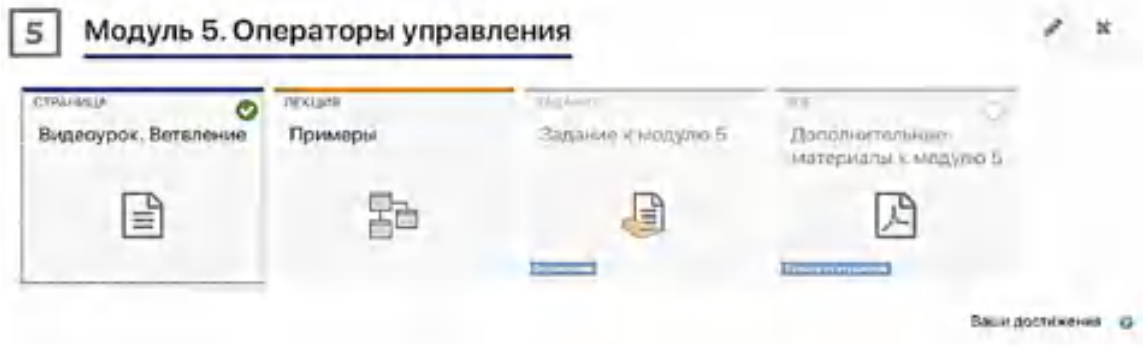 5 Модуль 5. Операторы управления
СТРАНИЦА
Видеоурок. Ветвление
ЛЕКЦИЯ
Примеры
ЗАДАНИЕ
Задание к модулю 5
Дополнительные
материалы к модулю 5
Ваши достижения